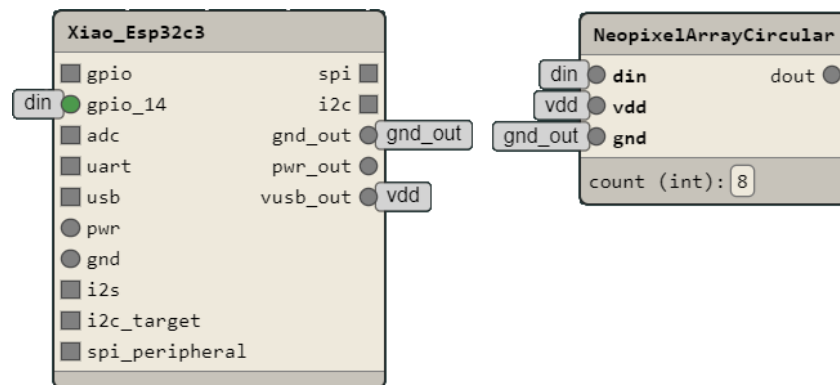 Xiao_Esp32c3
gpio spi
din gpio_14 i2c
adc gnd_out gnd_out
uart pwr_out
usb vusb_out vdd
pwr
gnd
i2s
i2c_target
spi_peripheral
NeopixelArrayCircular
din din dout
vdd vdd
gnd_out gnd
count (int): 8